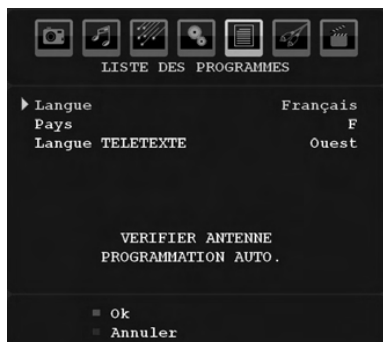 LISTE DES PROGRAMMES
Langue Français
Pays F
Langue TELETEXTE Ouest
VERIFIER ANTENNE
PROGRAMMATION AUTO.
Ok
Annuler